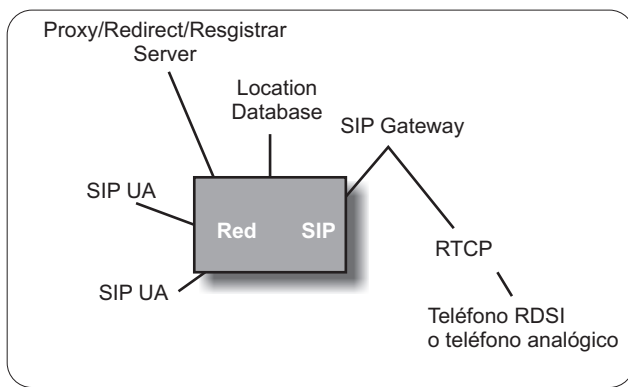 Proxy/Redirect/Resgistrar
Server
Location
Database
SIP Gateway
SIP UA
Red SIP
RTCP
SIP UA
Teléfono RDSI
o teléfono analógico